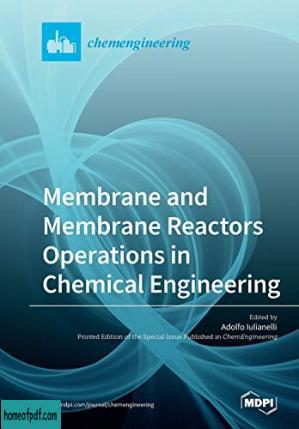 chemengineering
Membrane and
Membrane Reactors
Operations in
Chemical Engineering
Edited by
Adolfo Iulianelli
Printed Edition of the Special Issue Published in ChemEngineering
mdpi.com/journal/chemengineering
MDPI
homeofpdf.com